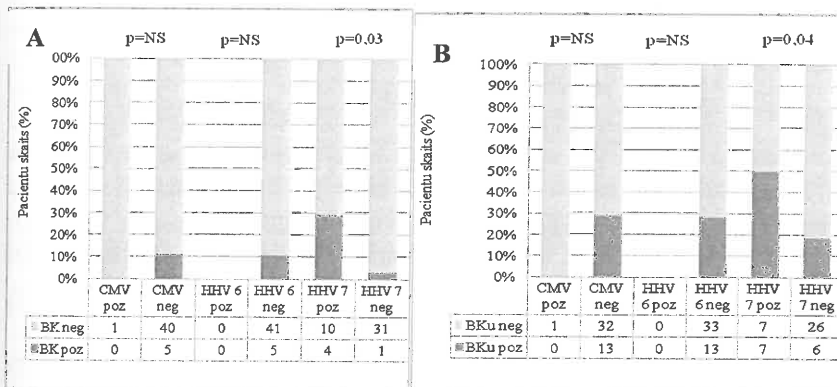 A
p=NS p=NS p=0,03
Pacientu skaits (%)
00%
90%
80%
70%
60%
50%
40%
30%
20%
10%
0%
CMV poz CMV neg HHV 6 poz HHV 6 neg HHV 7 poz HHV 7 neg
BK neg 1 40 0 41 10 31
BK poz 0 5 0 5 4 1
B
p=NS p=NS p=0,04
Pacientu skaits (%)
100%
90%
80%
70%
60%
50%
40%
30%
20%
10%
0%
CMV poz CMV neg HHV 6 poz HHV 6 neg HHV 7 poz HHV 7 neg
BKu neg 1 32 0 33 7 26
BKu poz 0 13 0 13 7 6